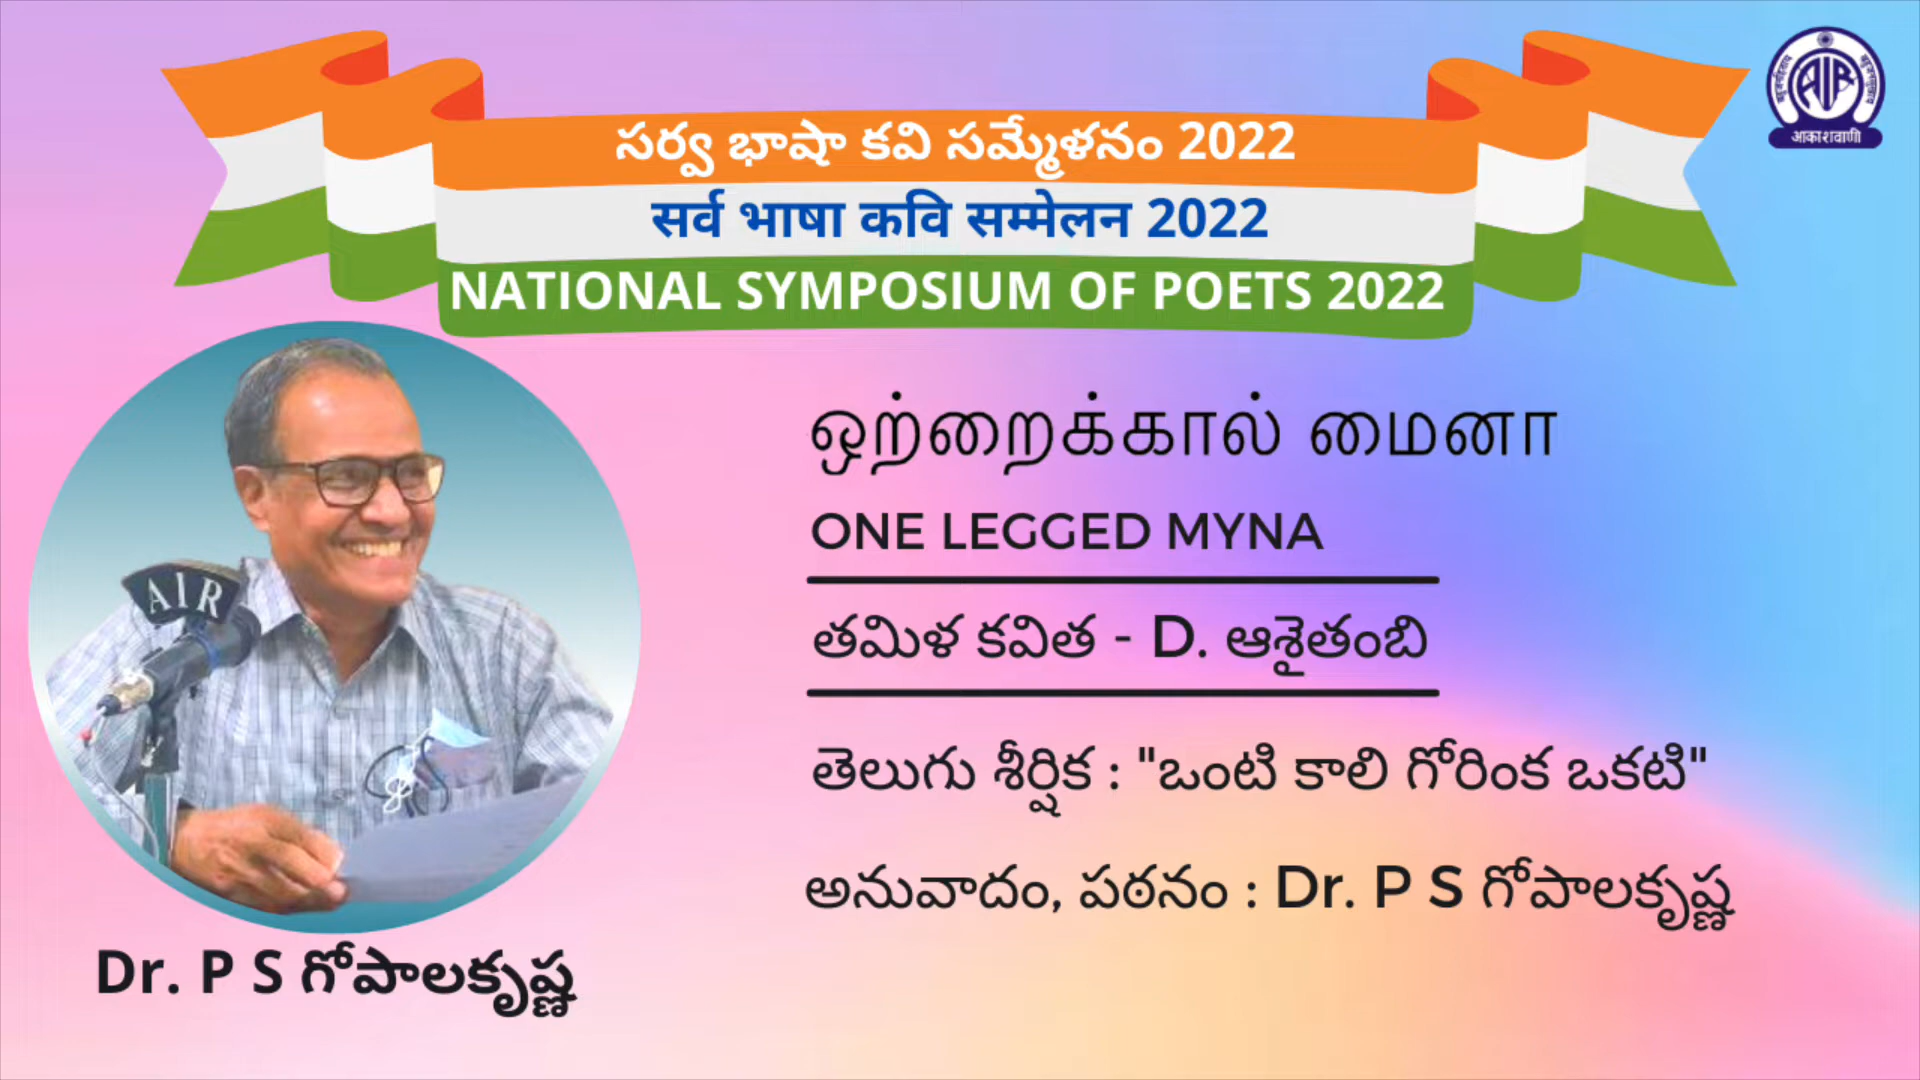 సర్వ భాషా కవి సమ్మేళనం 2022
सर्व भाषा कवि सम्मेलन 2022
NATIONAL SYMPOSIUM OF POETS 2022
AIR
आकाशवाणी
ஒற்றைக்கால் மைனா
ONE LEGGED MYNA
తమిళ కవిత - D. ఆశైతంబి
తెలుగు శీర్షిక : "ఒంటి కాలి గోరింక ఒకటి"
అనువాదం, పఠనం : Dr. P S గోపాలకృష్ణ
AIR
Dr. P S గోపాలకృష్ణ